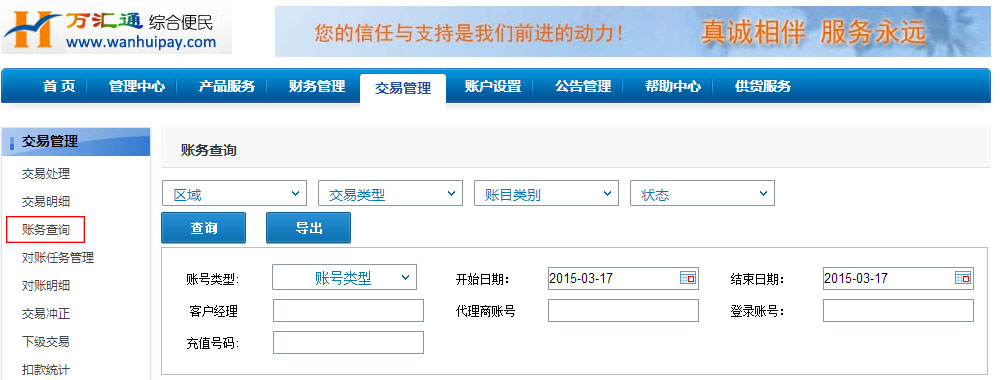 万汇通 综合便民
www.wanhuipay.com
您的信任与支持是我们前进的动力! 真诚相伴 服务永远
首 页 管理中心 产品服务 财务管理 交易管理 账户设置 公告管理 帮助中心 供货服务
交易管理
交易处理
交易明细
账务查询
对账任务管理
对账明细
交易冲正
下级交易
扣款统计
账务查询
区域 交易类型 账目类别 状态
查询 导出
账号类型: 账号类型 开始日期: 2015-03-17 结束日期: 2015-03-17
客户经理 代理商账号 登录账号:
充值号码: